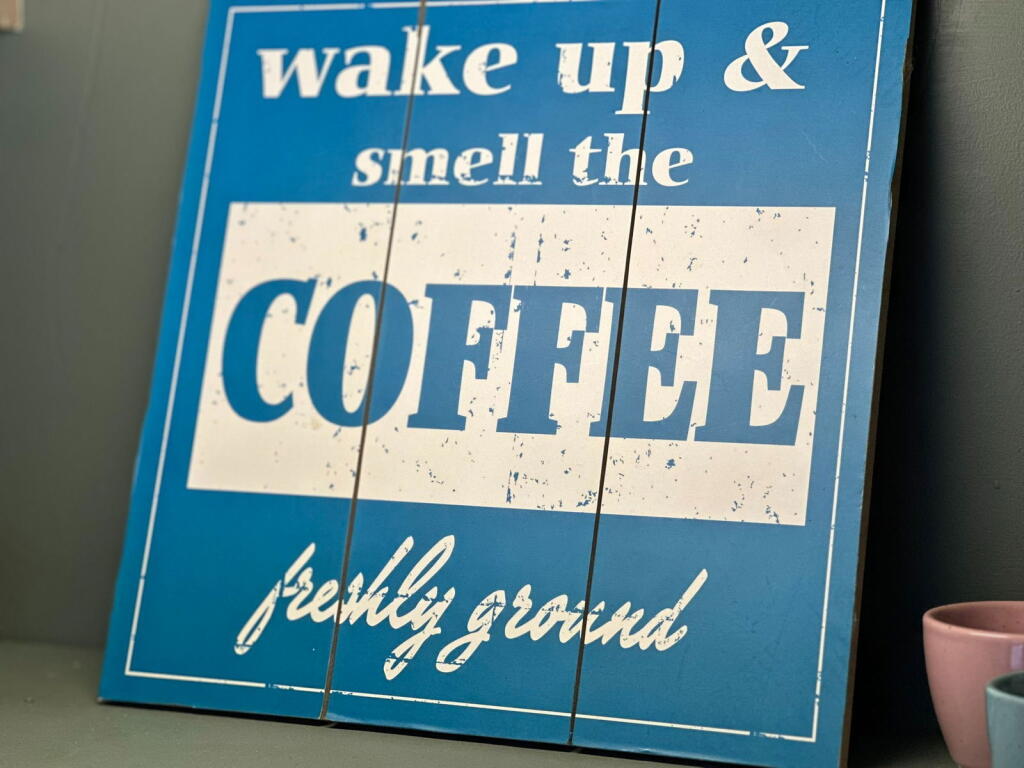 wake up &
smell the
COFFEE
freshly ground